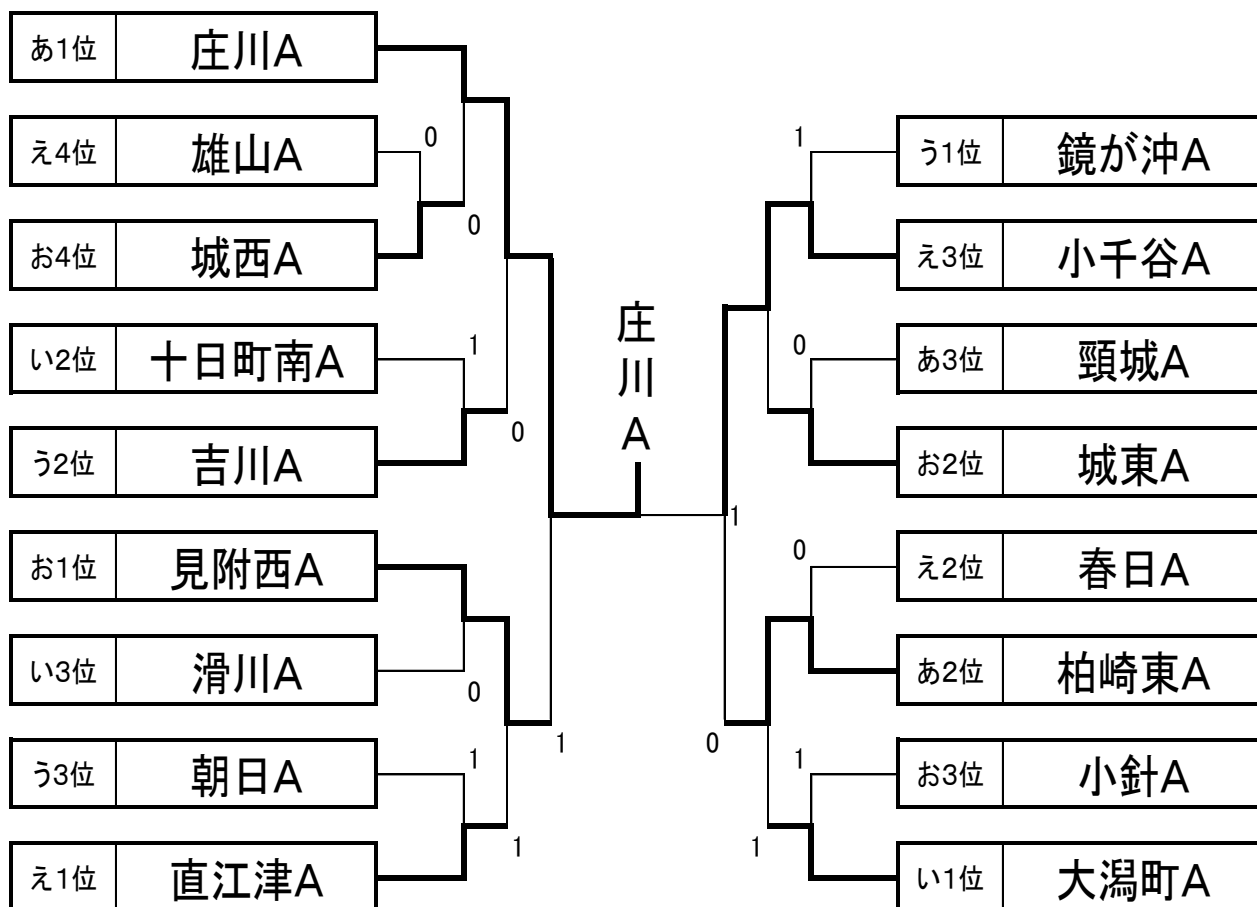 あ1位 庄川A
え4位 雄山A
お4位 城西A
い2位 十日町南A
う2位 吉川A
お1位 見附西A
い3位 滑川A
う3位 朝日A
え1位 直江津A
0
0
1
0
0
1
1
1
庄川A
1
1
0
1
0
0
1
1
う1位 鏡が沖A
え3位 小千谷A
あ3位 頸城A
お2位 城東A
え2位 春日A
あ2位 柏崎東A
お3位 小針A
い1位 大潟町A